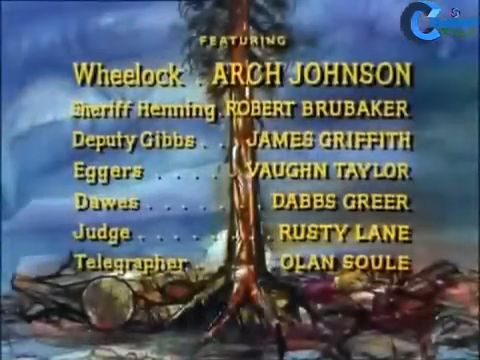 FEATURING
Wheelock . ARCH JOHNSON
Sheriff Henning . ROBERT BRUBAKER
Deputy Gibbs . . . JAMES GRIFFITH
Eggers . . . . . VAUGHN TAYLOR
Dawes . . . . . . . DABBS GREER
Judge . . . . . . . RUSTY LANE
Telegrapher . . . . OLAN SOULE